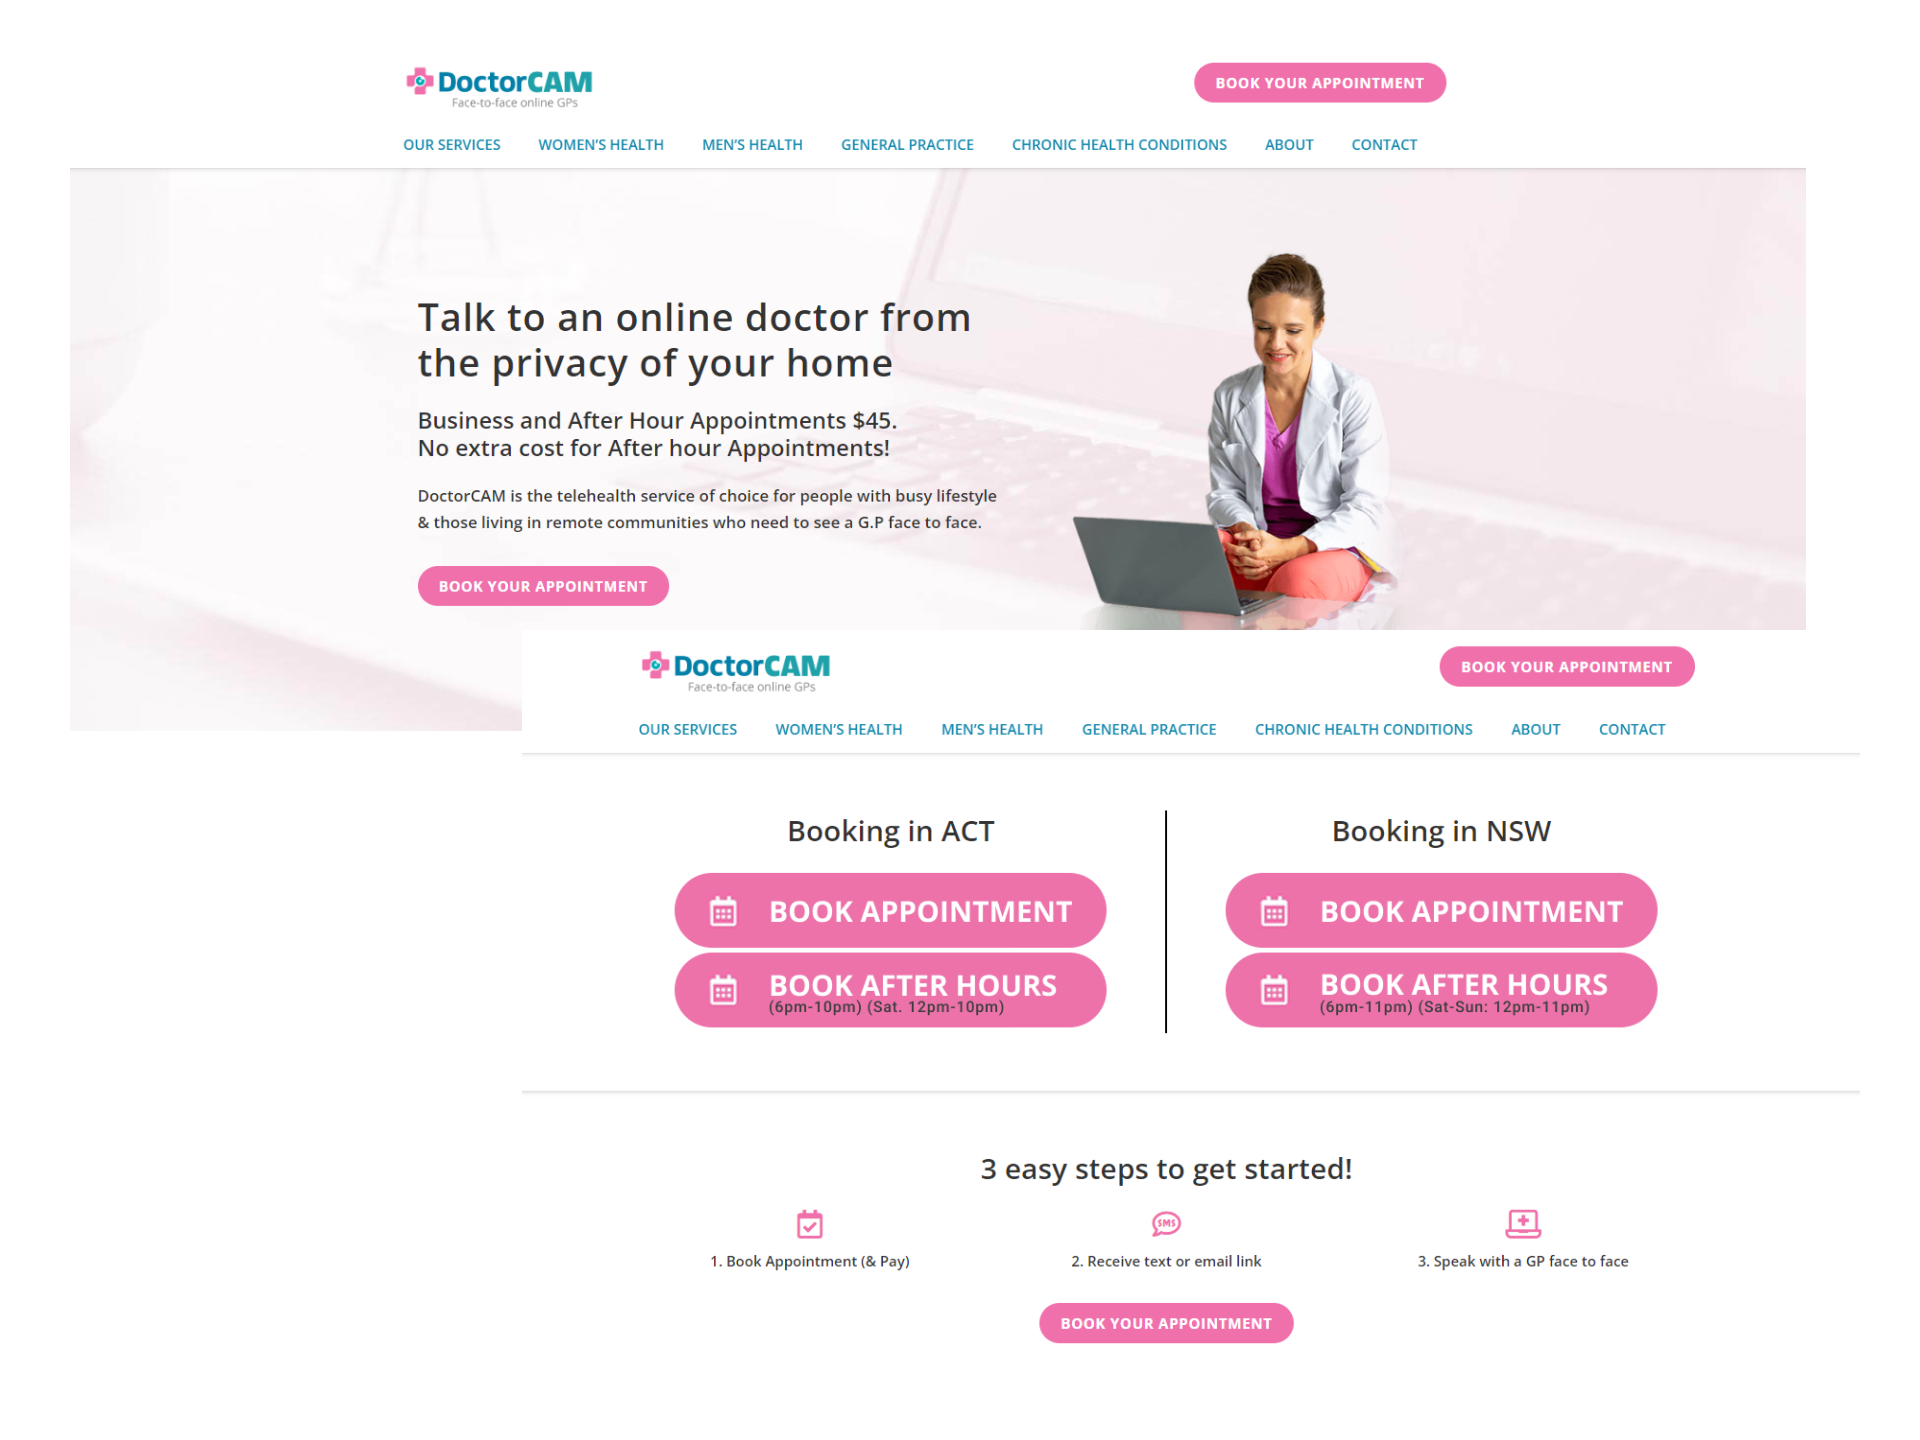 DoctorCAM
Face-to-face online GPs
BOOK YOUR APPOINTMENT
OUR SERVICES WOMEN'S HEALTH MEN'S HEALTH GENERAL PRACTICE CHRONIC HEALTH CONDITIONS ABOUT CONTACT
Talk to an online doctor from
the privacy of your home
Business and After Hour Appointments $45.
No extra cost for After hour Appointments!
DoctorCAM is the telehealth service of choice for people with busy lifestyle
& those living in remote communities who need to see a G.P face to face.
BOOK YOUR APPOINTMENT
DoctorCAM
Face-to-face online GPs
BOOK YOUR APPOINTMENT
OUR SERVICES WOMEN'S HEALTH MEN'S HEALTH GENERAL PRACTICE CHRONIC HEALTH CONDITIONS ABOUT CONTACT
Booking in ACT
BOOK APPOINTMENT
BOOK AFTER HOURS
(6pm-10pm) (Sat. 12pm-10pm)
Booking in NSW
BOOK APPOINTMENT
BOOK AFTER HOURS
(6pm-11pm) (Sat-Sun: 12pm-11pm)
3 easy steps to get started!
1. Book Appointment (& Pay)
SMS
2. Receive text or email link
3. Speak with a GP face to face
BOOK YOUR APPOINTMENT